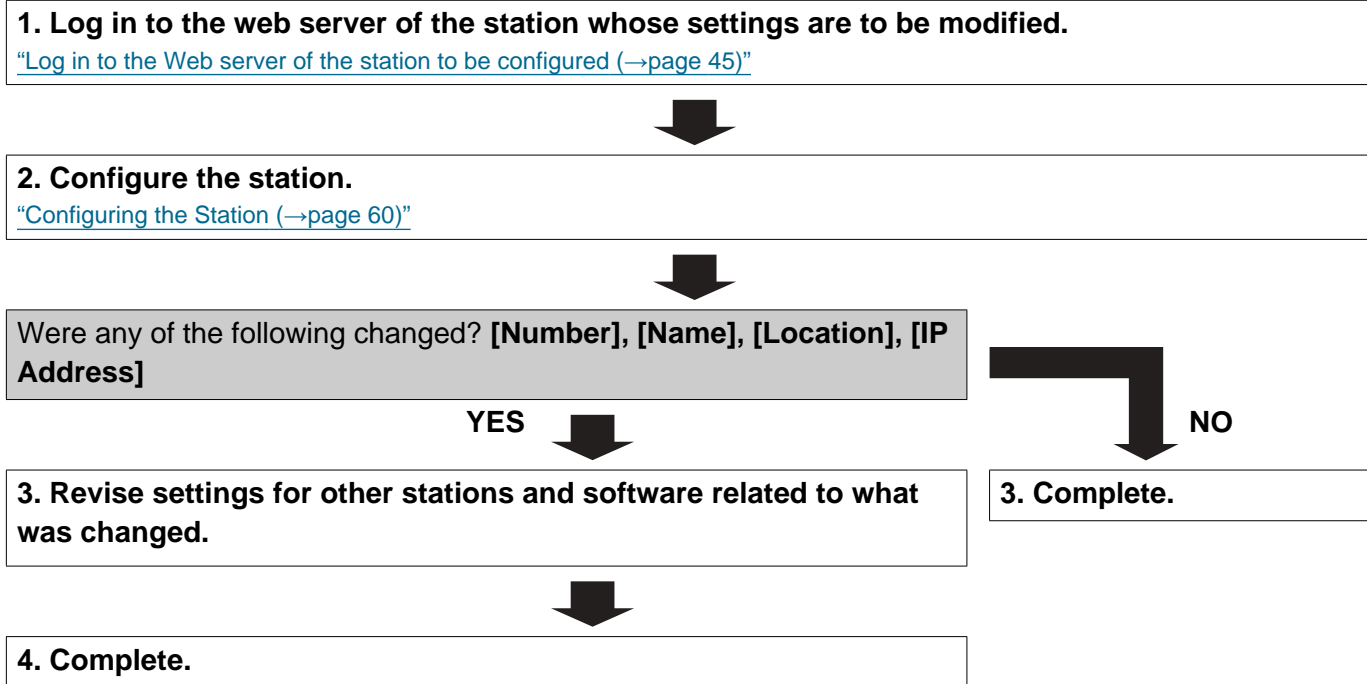 1. Log in to the web server of the station whose settings are to be modified.
“Log in to the Web server of the station to be configured (→page 45)”
2. Configure the station.
“Configuring the Station (→page 60)”
Were any of the following changed? [Number], [Name], [Location], [IP
Address]
YES
NO
3. Revise settings for other stations and software related to what
was changed.
3. Complete.
4. Complete.